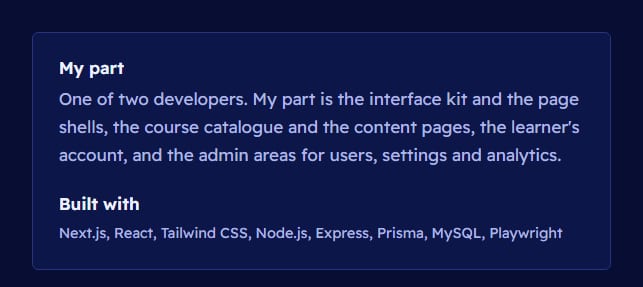 My part
One of two developers. My part is the interface kit and the page
shells, the course catalogue and the content pages, the learner's
account, and the admin areas for users, settings and analytics.
Built with
Next.js, React, Tailwind CSS, Node.js, Express, Prisma, MySQL, Playwright